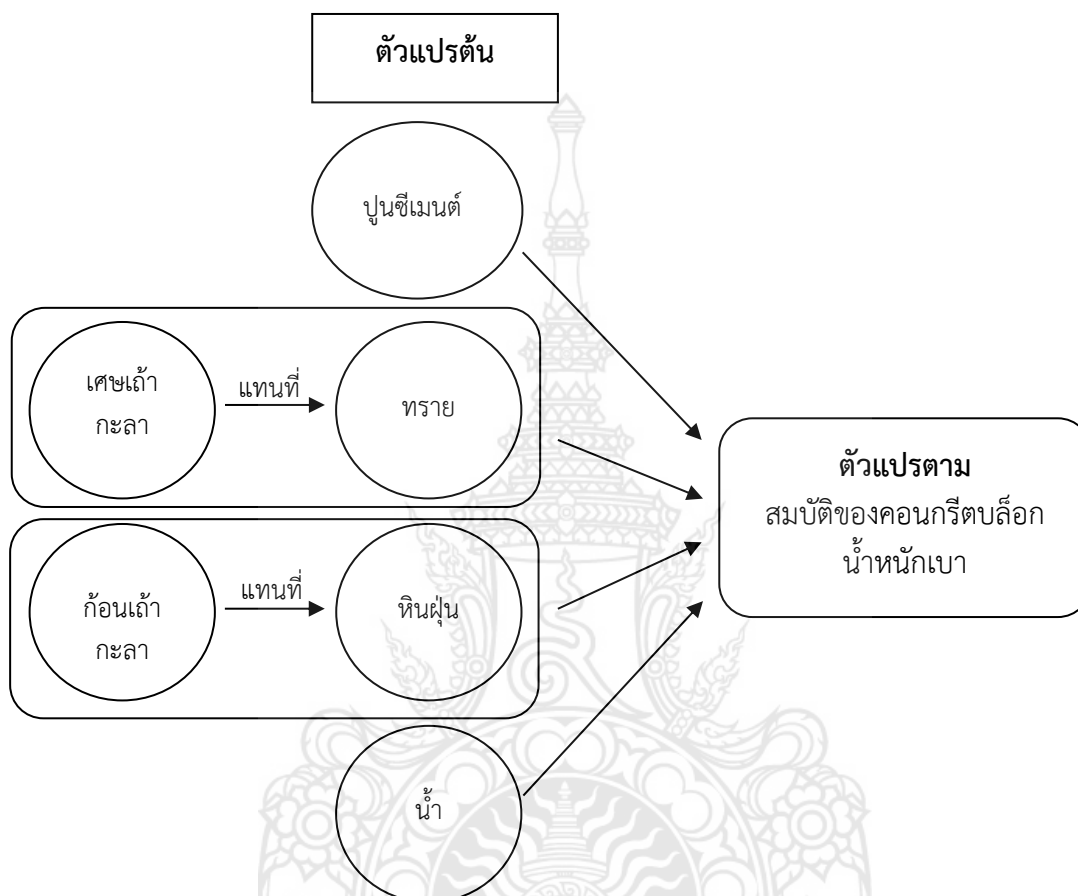 ตัวแปรต้น
ปูนซีเมนต์
เศษเถ้า
กะลา
แทนที่
ทราย
ตัวแปรตาม
สมบัติของคอนกรีตบล็อก
น้ำหนักเบา
ก้อนเถ้า
กะลา
แทนที่
หินฝุ่น
น้ำ